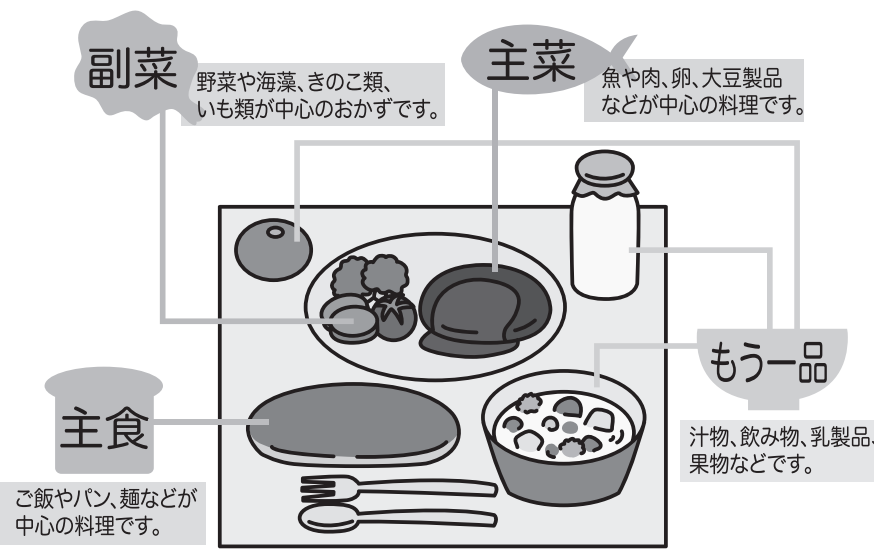 副菜
野菜や海藻、きのこ類、
いも類が中心のおかずです。
主菜
魚や肉、卵、大豆製品
などが中心の料理です。
もう一品
汁物、飲み物、乳製品、
果物などです。
主食
ご飯やパン、麺などが
中心の料理です。